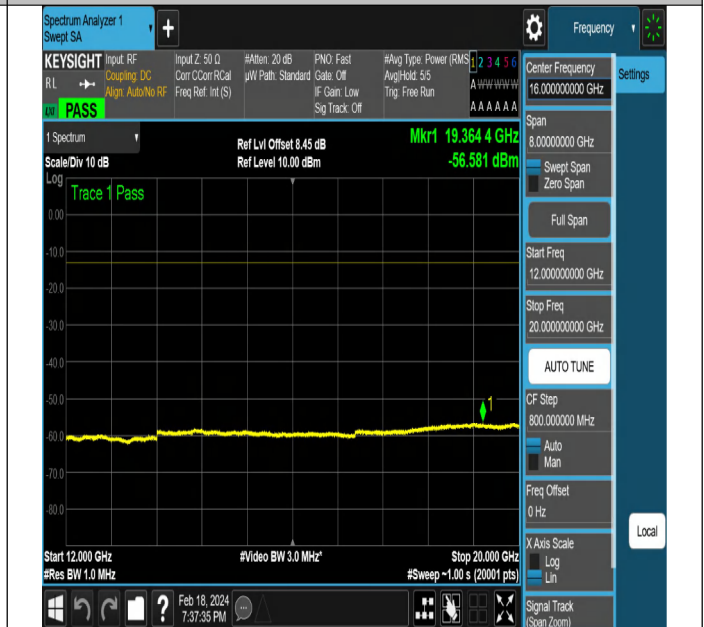 Spectrum Analyzer 1
Swept SA
Frequency
KEYSIGHT
RL
LXI
PASS
Input: RF
Coupling: DC
Align: Auto/No RF
Input Z: 50 Ω
Corr CCorr RCal
Freq Ref: Int (S)
#Atten: 20 dB
µW Path: Standard
PNO: Fast
Gate: Off
IF Gain: Low
Sig Track: Off
#Avg Type: Power (RMS
Avg|Hold: 5/5
Trig: Free Run
1 2 3 4 5 6
A W W W W W
A A A A A A
Center Frequency
16.000000000 GHz
Settings
Span
8.00000000 GHz
Swept Span
Zero Span
Full Span
Start Freq
12.000000000 GHz
Stop Freq
20.000000000 GHz
AUTO TUNE
CF Step
800.000000 MHz
Auto
Man
Freq Offset
0 Hz
X Axis Scale
Log
Lin
Signal Track
(Span Zoom)
Local
1 Spectrum
Scale/Div 10 dB
Ref Lvl Offset 8.45 dB
Ref Level 10.00 dBm
Mkr1 19.364 4 GHz
-56.581 dBm
Log
Trace 1 Pass
0.00
-10.0
-20.0
-30.0
-40.0
-50.0
-60.0
-70.0
-80.0
1
Start 12.000 GHz
#Res BW 1.0 MHz
#Video BW 3.0 MHz*
Stop 20.000 GHz
#Sweep ~1.00 s (20001 pts)
Feb 18, 2024
7:37:35 PM